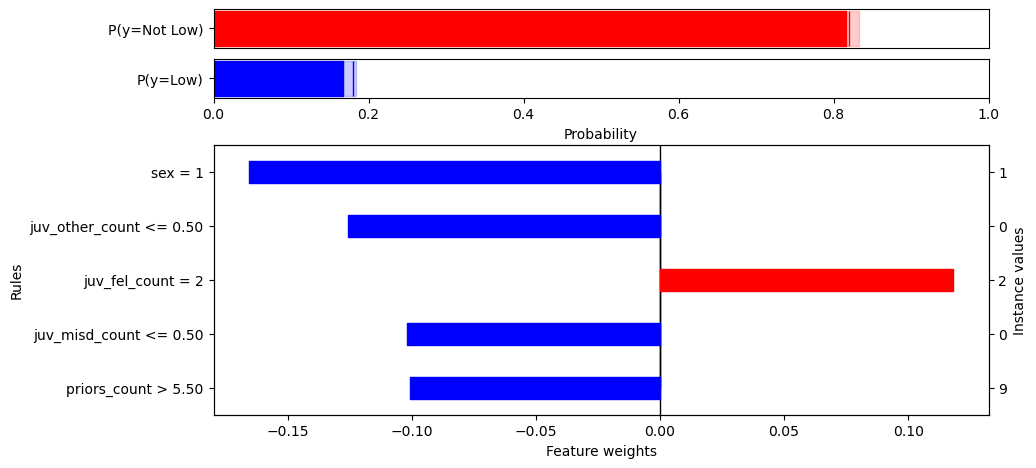 P(y=Not Low)
P(y=Low)
0.0 0.2 0.4 0.6 0.8 1.0
Probability
Rules
sex = 1
juv_other_count <= 0.50
juv_fel_count = 2
juv_misd_count <= 0.50
priors_count > 5.50
1
0
2
0
9
Instance values
−0.15 −0.10 −0.05 0.00 0.05 0.10
Feature weights